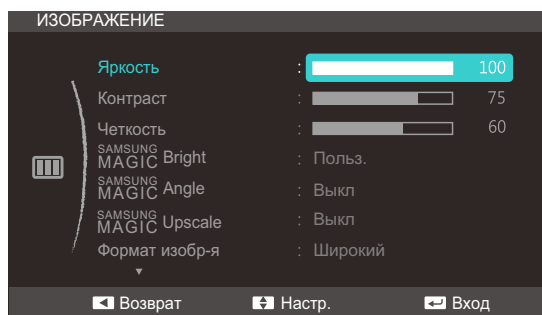 ИЗОБРАЖЕНИЕ
Яркость : 100
Контраст : 75
Четкость : 60
SAMSUNG MAGIC Bright : Польз.
SAMSUNG MAGIC Angle : Выкл
SAMSUNG MAGIC Upscale : Выкл
Формат изобр-я : Широкий
Возврат Настр. Вход